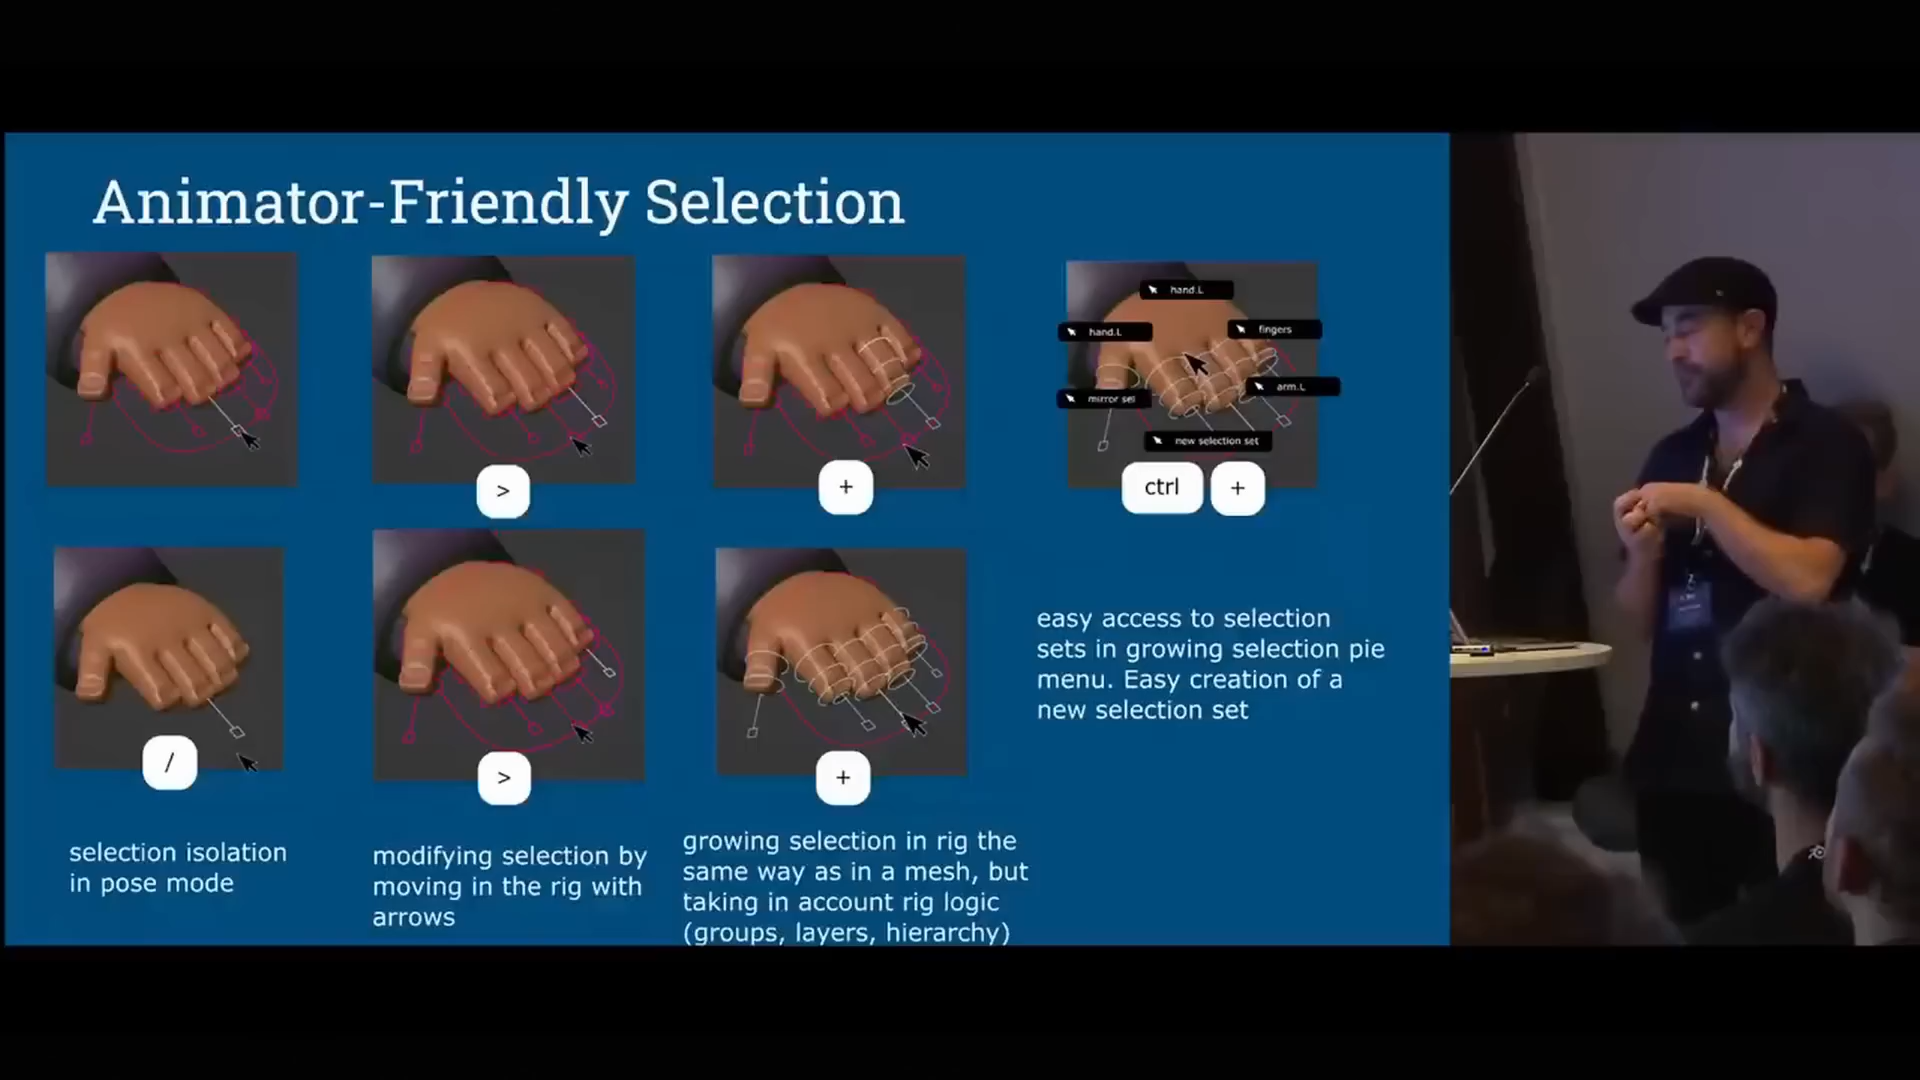 Animator-Friendly Selection
>
+
hand.L
hand.L
fingers
mirror sel
arm.L
new selection set
ctrl +
/
>
+
selection isolation
in pose mode
modifying selection by
moving in the rig with
arrows
growing selection in rig the
same way as in a mesh, but
taking in account rig logic
(groups, layers, hierarchy)
easy access to selection
sets in growing selection pie
menu. Easy creation of a
new selection set